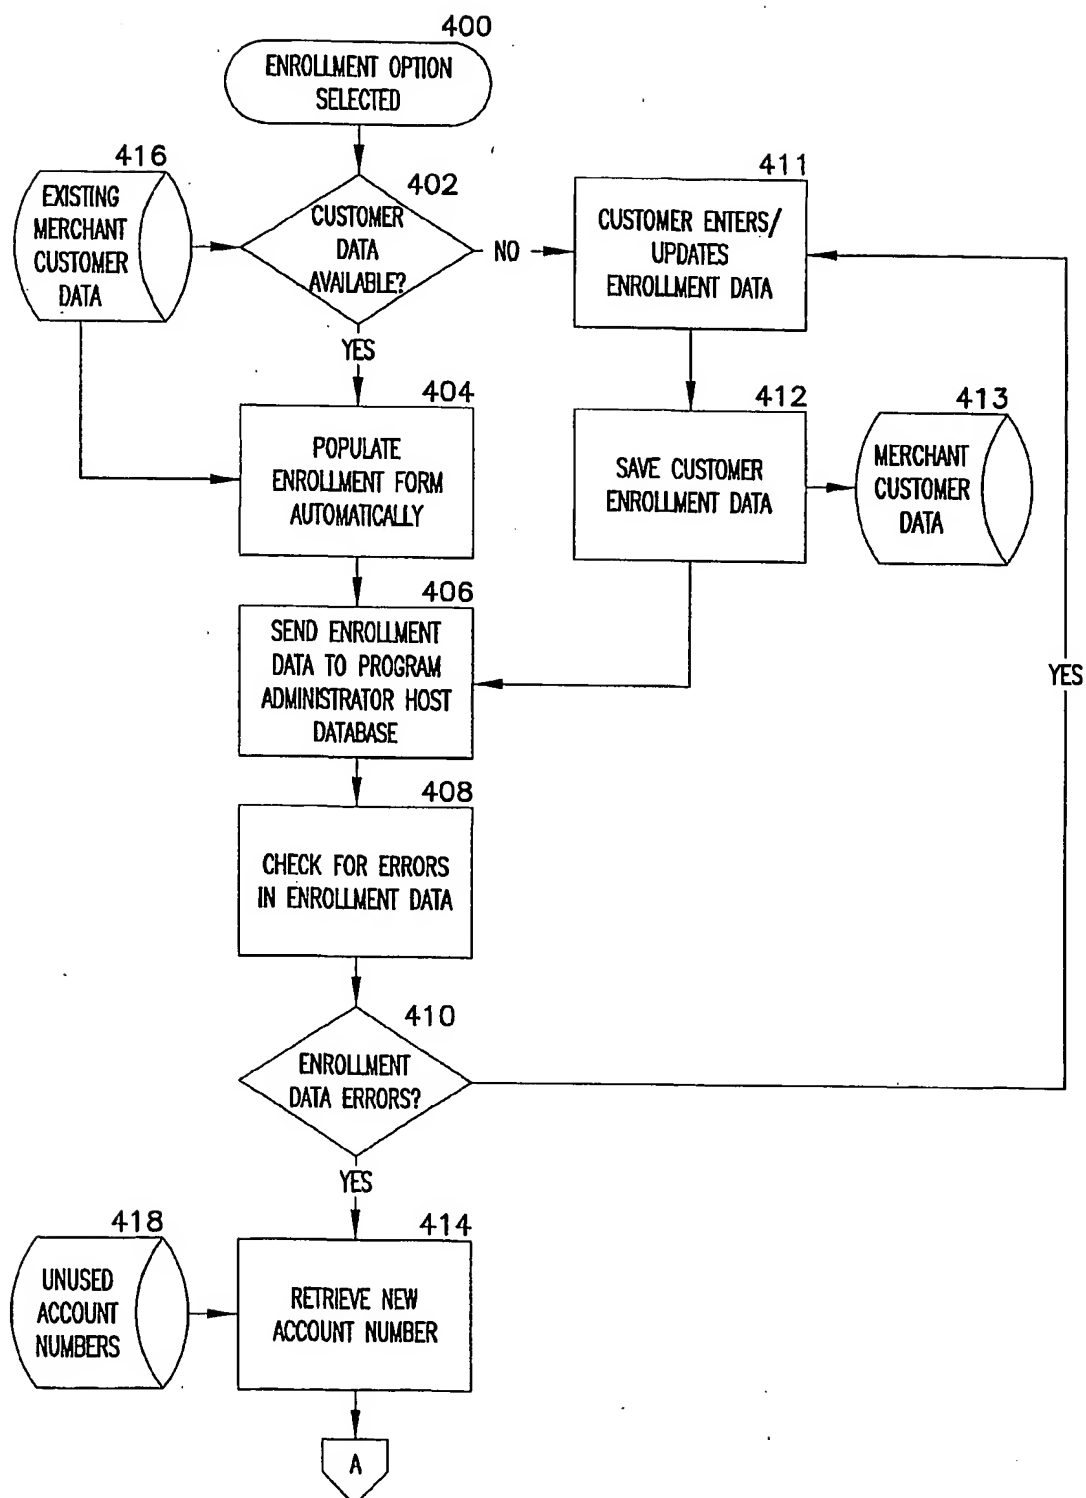 400
ENROLLMENT OPTION
SELECTED
416
EXISTING
MERCHANT
CUSTOMER
DATA
402
CUSTOMER
DATA
AVAILABLE?
NO
411
CUSTOMER ENTERS/
UPDATES
ENROLLMENT DATA
YES
404
POPULATE
ENROLLMENT FORM
AUTOMATICALLY
412
SAVE CUSTOMER
ENROLLMENT DATA
413
MERCHANT
CUSTOMER
DATA
406
SEND ENROLLMENT
DATA TO PROGRAM
ADMINISTRATOR HOST
DATABASE
YES
408
CHECK FOR ERRORS
IN ENROLLMENT DATA
410
ENROLLMENT
DATA ERRORS?
YES
418
UNUSED
ACCOUNT
NUMBERS
414
RETRIEVE NEW
ACCOUNT NUMBER
A